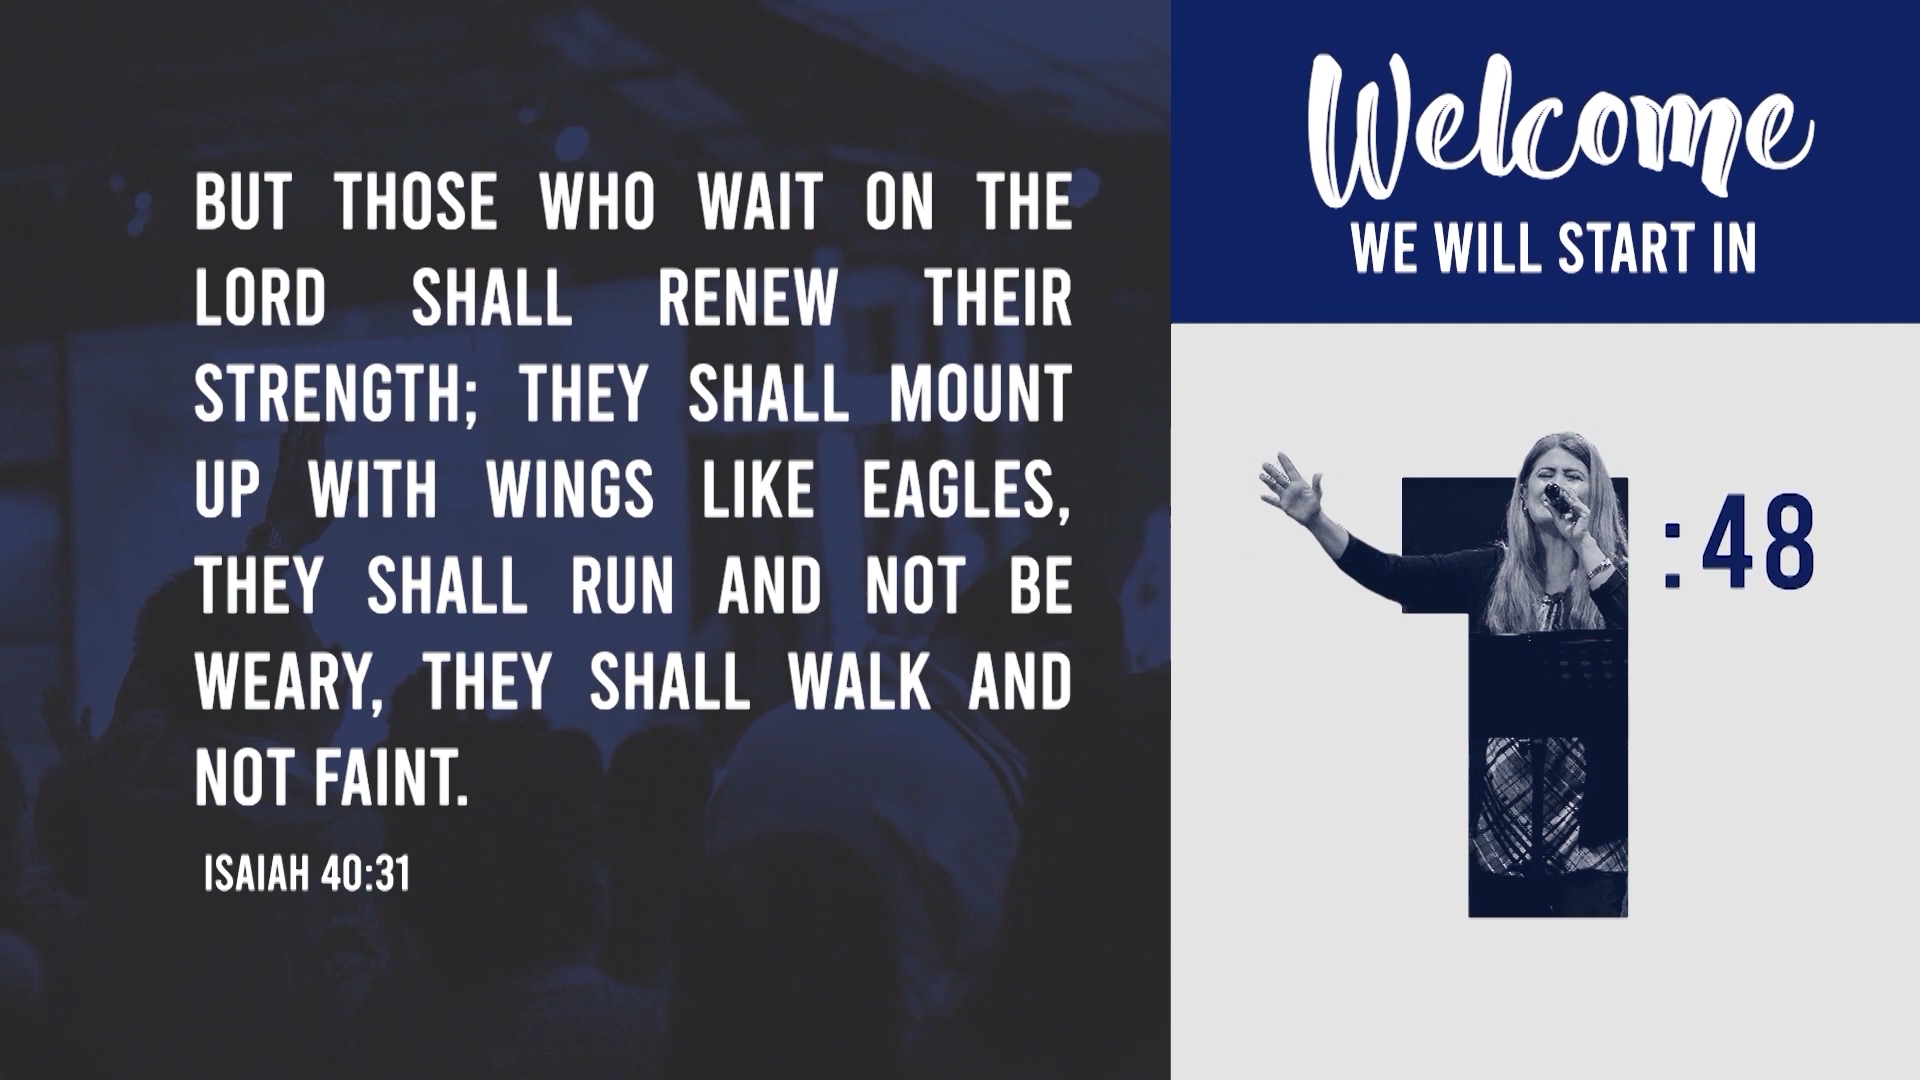 BUT THOSE WHO WAIT ON THE
LORD SHALL RENEW THEIR
STRENGTH; THEY SHALL MOUNT
UP WITH WINGS LIKE EAGLES,
THEY SHALL RUN AND NOT BE
WEARY, THEY SHALL WALK AND
NOT FAINT.
ISAIAH 40:31
Welcome
WE WILL START IN
1:48